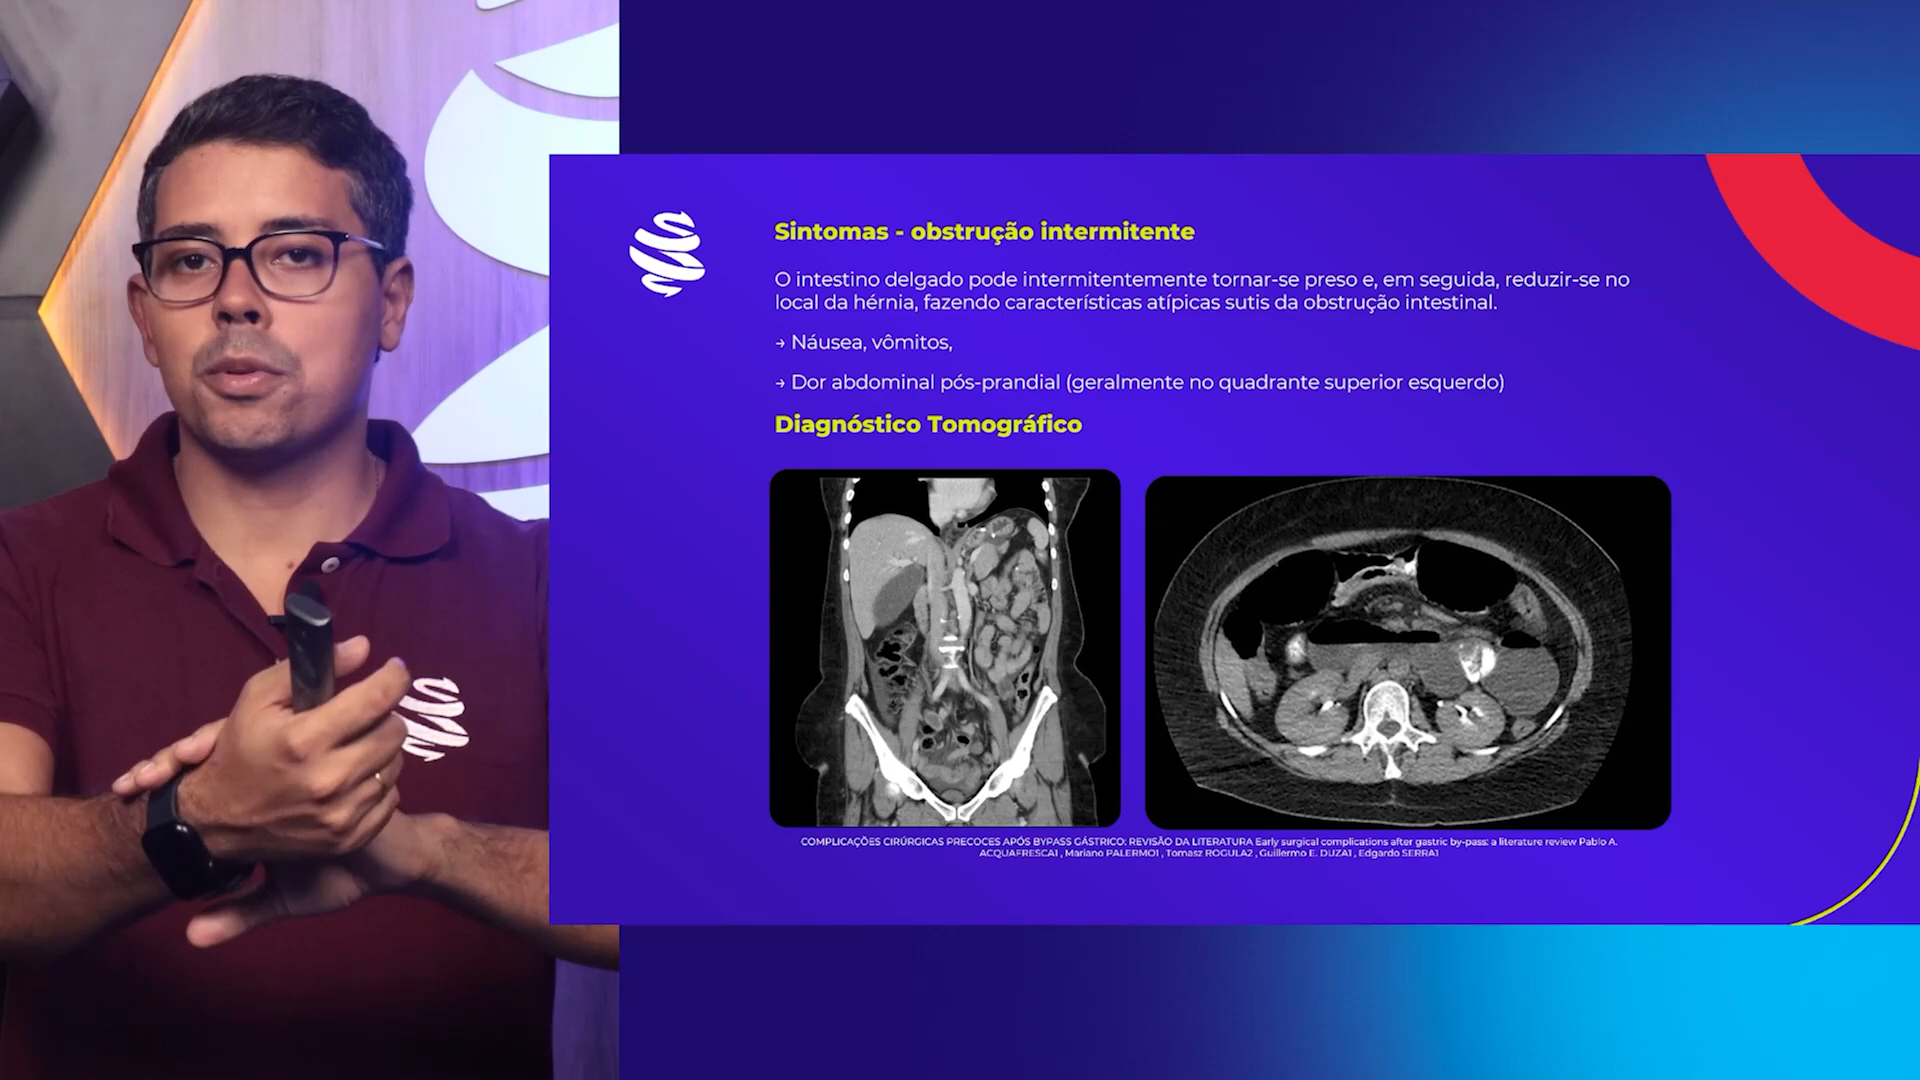 Sintomas - obstrução intermitente
O intestino delgado pode intermitentemente tornar-se preso e, em seguida, reduzir-se no
local da hérnia, fazendo características atípicas sutis da obstrução intestinal.
→ Náusea, vômitos,
→ Dor abdominal pós-prandial (geralmente no quadrante superior esquerdo)
Diagnóstico Tomográfico
COMPLICAÇÕES CIRÚRGICAS PRECOCES APÓS BYPASS GÁSTRICO: REVISÃO DA LITERATURA Early surgical complications after gastric by-pass: a literature review Pablo A.
ACQUAFRESCA1 , Mariano PALERMO1 , Tomasz ROGULA2 , Guillermo E. DUZA1 , Edgardo SERRA1